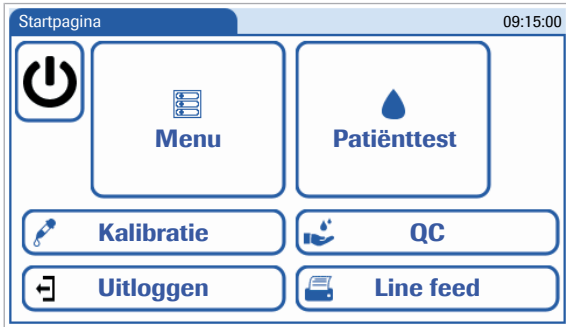 Startpagina 09:15:00
Menu Patiënttest
Kalibratie QC
Uitloggen Line feed